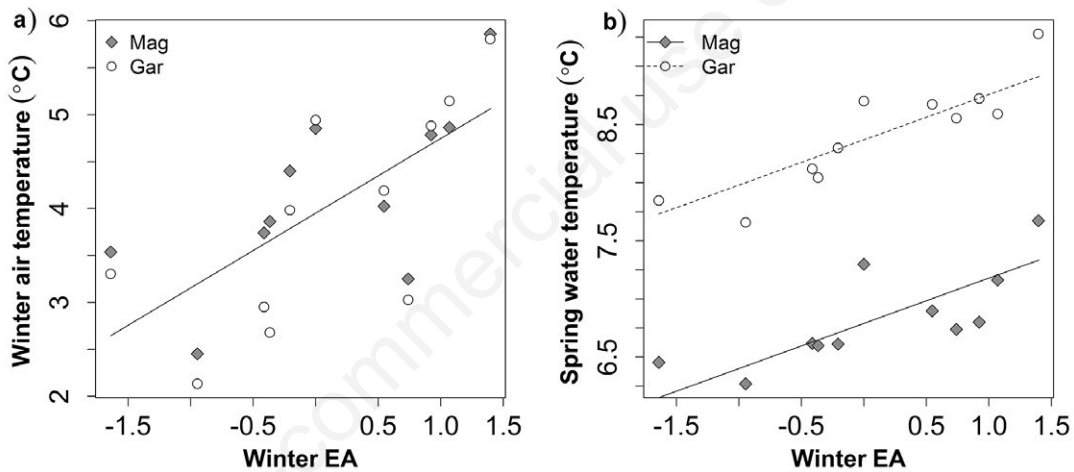 a)
Mag
Gar
Winter air temperature (°C)
6
5
4
3
2
-1.5
-0.5
0.5
1.0
1.5
Winter EA
b)
Mag
Gar
Spring water temperature (°C)
8.5
7.5
6.5
-1.5
-0.5
0.5
1.0
1.5
Winter EA
commercial use